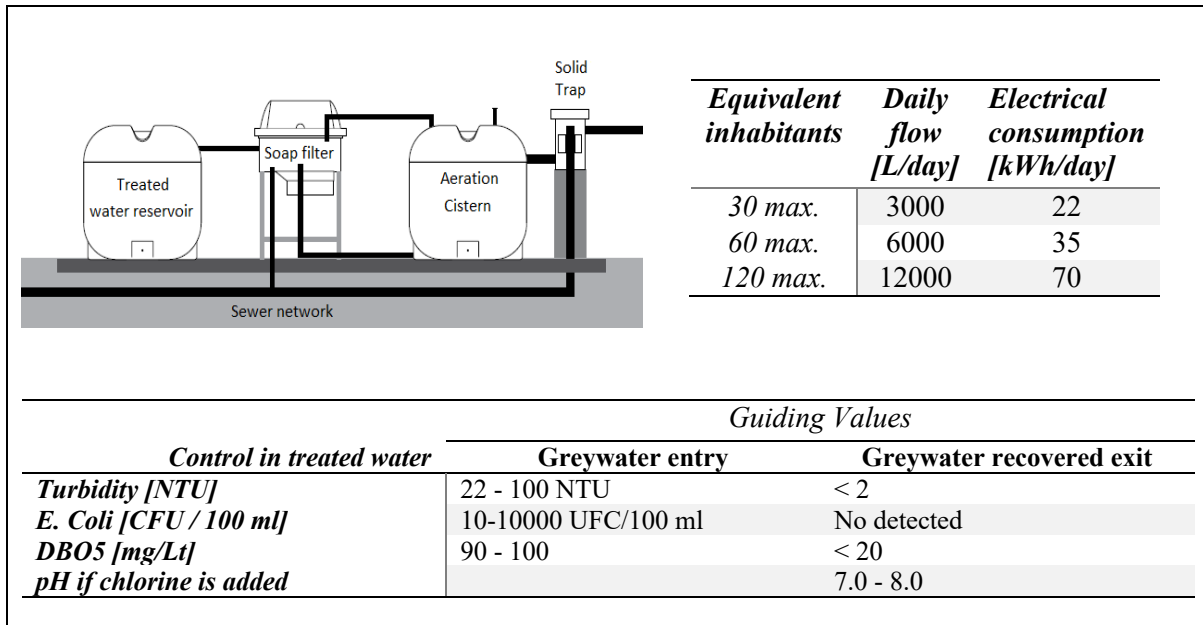 Solid
Trap
Soap filter
Treated
water reservoir
Aeration
Cistern
Sewer network
Equivalent Daily Electrical
inhabitants flow consumption
[L/day] [kWh/day]
30 max. 3000 22
60 max. 6000 35
120 max. 12000 70
Guiding Values
Control in treated water Greywater entry Greywater recovered exit
Turbidity [NTU] 22 - 100 NTU < 2
E. Coli [CFU / 100 ml] 10-10000 UFC/100 ml No detected
DBO5 [mg/Lt] 90 - 100 < 20
pH if chlorine is added 7.0 - 8.0